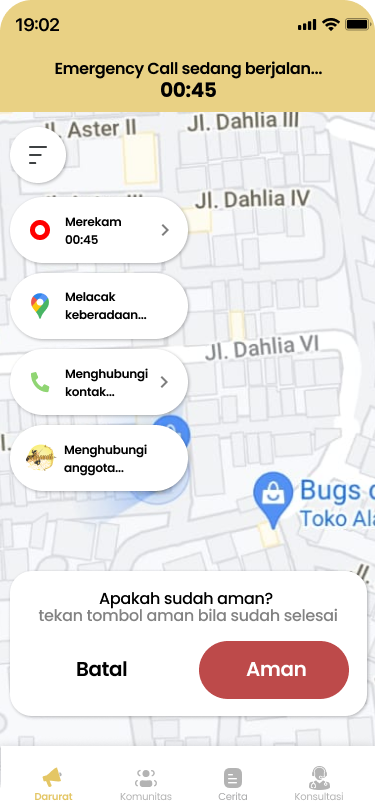 19:02
Emergency Call sedang berjalan...
00:45
Jl. Aster II
Jl. Dahlia III
Jl. Dahlia IV
Merekam
00:45
Melacak
keberadaan...
Jl. Dahlia VI
Menghubungi
kontak...
Menghubungi
anggota...
Bugs d
Toko Ala
Apakah sudah aman?
tekan tombol aman bila sudah selesai
Batal
Aman
Darurat
Komunitas
Cerita
Konsultasi